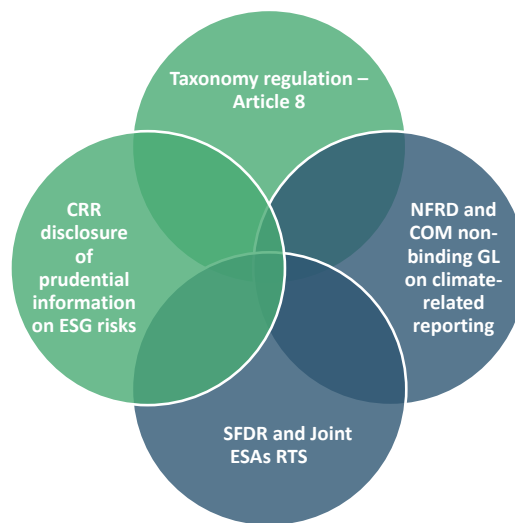 Taxonomy regulation –
Article 8
CRR
disclosure
of
prudential
information
on ESG risks
NFRD and
COM non-
binding GL
on climate-
related
reporting
SFDR and Joint
ESAs RTS